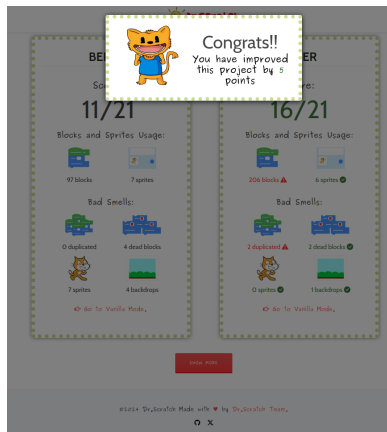 Congrats!!
You have improved
this project by 5
points
11/21
Blocks and Sprites Usage:
97 blocks
7 sprites
Bad Smells:
0 duplicated
4 dead blocks
7 sprites
4 backdrops
Go to Vanilla Mode.
16/21
Blocks and Sprites Usage:
206 blocks
6 sprites
Bad Smells:
2 duplicated
2 dead blocks
0 sprites
1 backdrops
Go to Vanilla Mode.
SHOW MORE
Dr.Scratch Made with ♥ by Dr.Scratch Team.